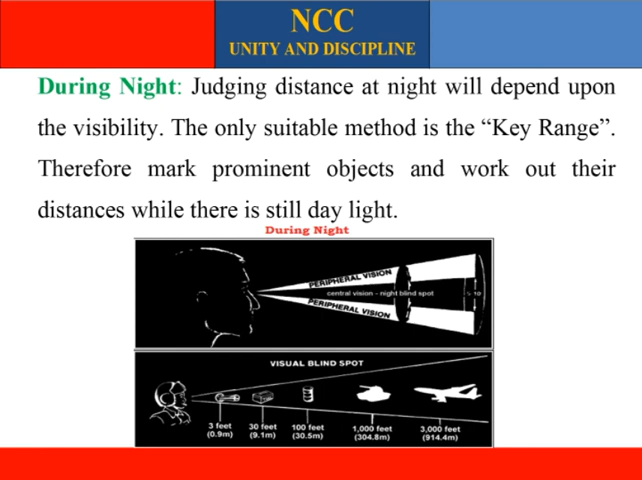 NCC
UNITY AND DISCIPLINE
During Night: Judging distance at night will depend upon
the visibility. The only suitable method is the “Key Range”.
Therefore mark prominent objects and work out their
distances while there is still day light.
During Night
PERIPHERAL VISION
central vision - night blind spot
PERIPHERAL VISION
VISUAL BLIND SPOT
3 feet 30 feet 100 feet 1,000 feet 3,000 feet
(0.9m) (9.1m) (30.5m) (304.8m) (914.4m)